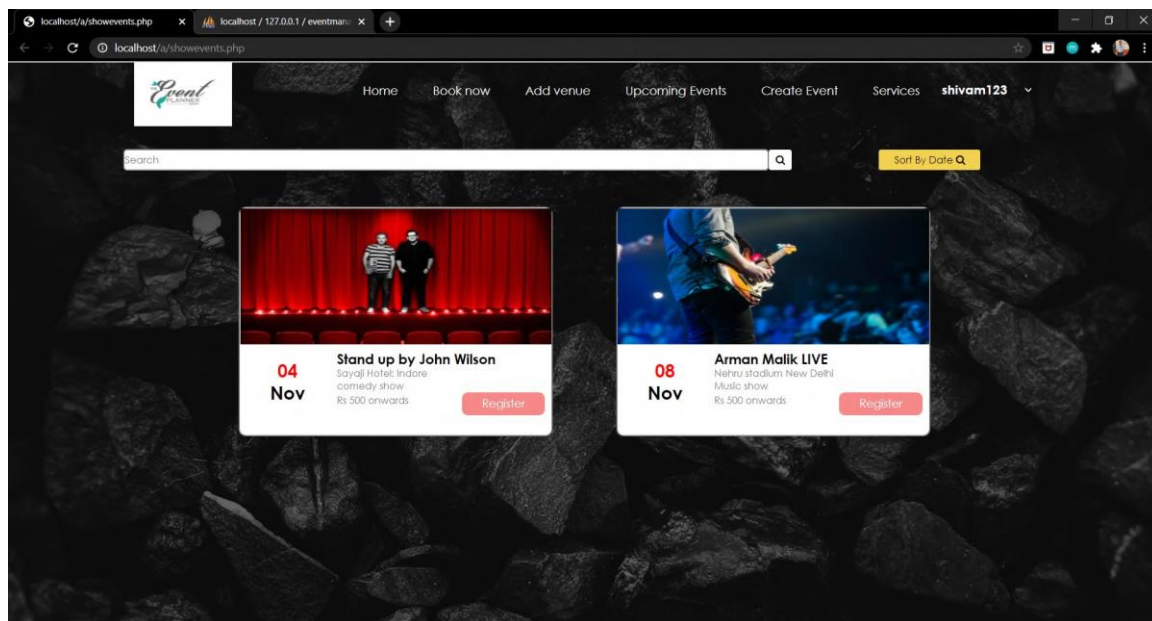 localhost/a/showevents.php
localhost / 127.0.0.1 / eventman
localhost/a/showevents.php
Event
PLANNER
Home Book now Add venue Upcoming Events Create Event Services shivam123
Search
Sort By Date
04
Nov
Stand up by John Wilson
Sayaji Hotel: Indore
comedy show
Rs 500 onwards
Register
08
Nov
Arman Malik LIVE
Nehru stadium New Delhi
Music show
Rs 500 onwards
Register